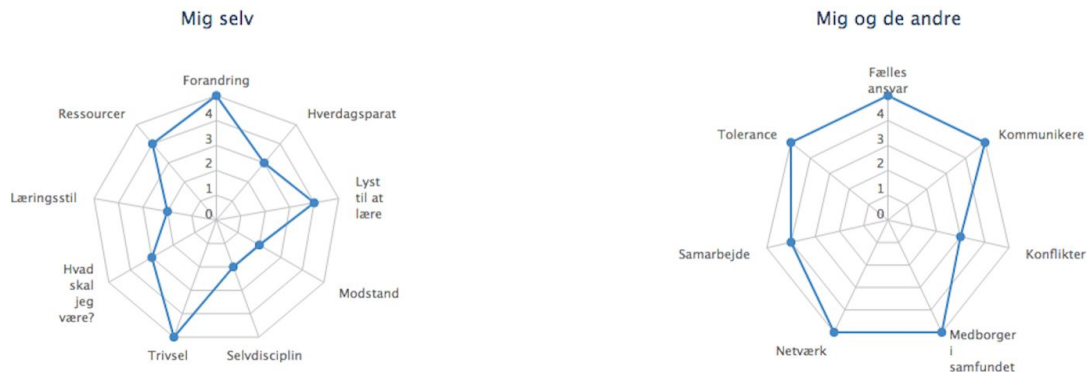 Mig selv
Forandring
Ressourcer
Hverdagsparat
4
3
2
1
0
Læringsstil
Lyst
til at
lære
Hvad
skal
jeg
være?
Modstand
Trivsel
Selvdisciplin
Mig og de andre
Fælles
ansvar
Tolerance
Kommunikere
4
3
2
1
0
Samarbejde
Konflikter
Netværk
Medborger
i
samfundet